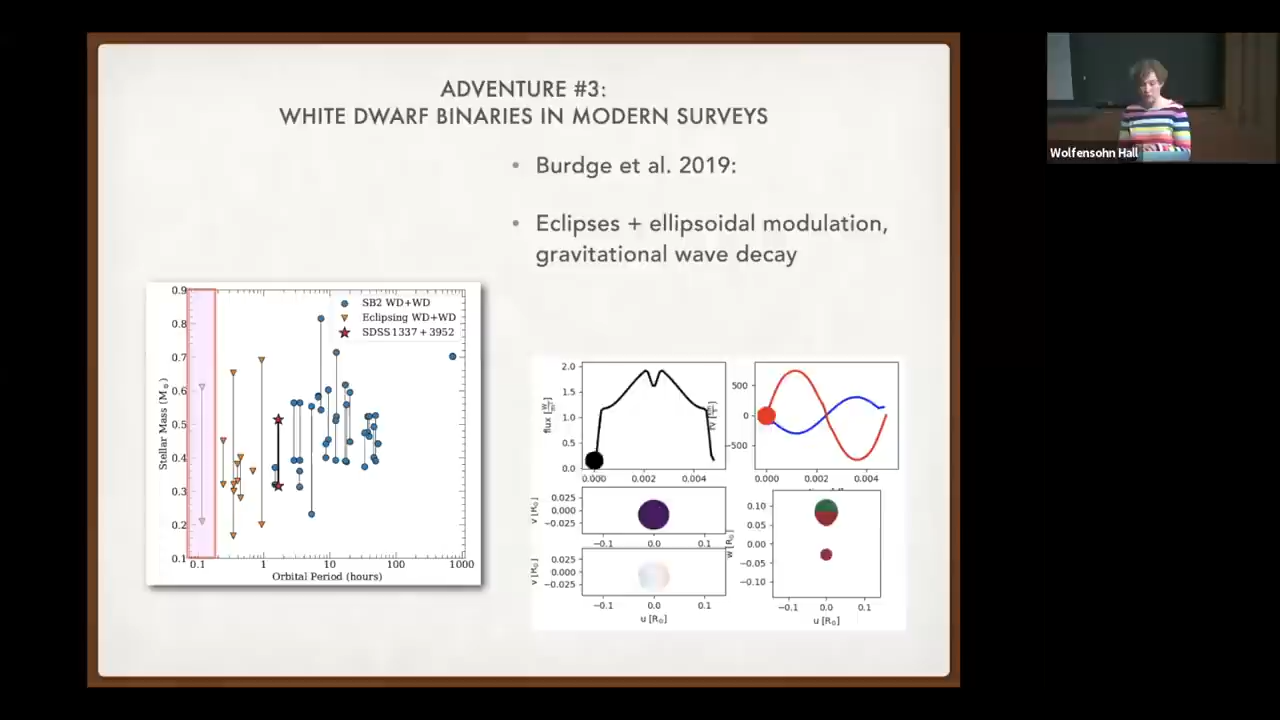 ADVENTURE #3:
WHITE DWARF BINARIES IN MODERN SURVEYS
• Burdge et al. 2019:
• Eclipses + ellipsoidal modulation,
gravitational wave decay
Wolfensohn Hall
0.9
0.8
0.7
0.6
0.5
0.4
0.3
0.2
0.1
Stellar Mass (M☉)
SB2 WD+WD
Eclipsing WD+WD
SDSS1337+3952
0.1 1 10 100 1000
Orbital Period (hours)
2.0
1.5
1.0
0.5
0.0
flux
0.000 0.002 0.004
500
0
−500
0.000 0.002 0.004
v [R☉]
0.025
0.000
−0.025
−0.1 0.0 0.1
v [R☉]
0.025
0.000
−0.025
−0.1 0.0 0.1
u [R☉]
w [R☉]
0.10
0.05
0.00
−0.05
−0.10
−0.1 0.0 0.1
u [R☉]